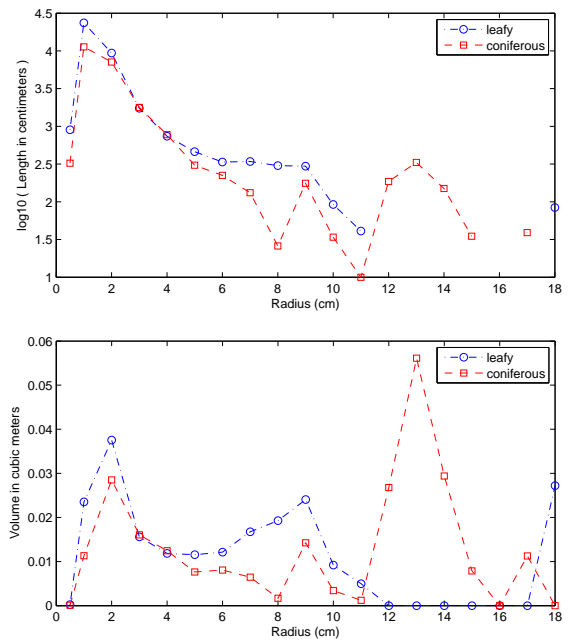 4.5
4
3.5
3
2.5
2
1.5
1
log10 ( Length in centimeters )
leafy
coniferous
0 2 4 6 8 10 12 14 16 18
Radius (cm)
0.06
0.05
0.04
0.03
0.02
0.01
0
Volume in cubic meters
leafy
coniferous
0 2 4 6 8 10 12 14 16 18
Radius (cm)